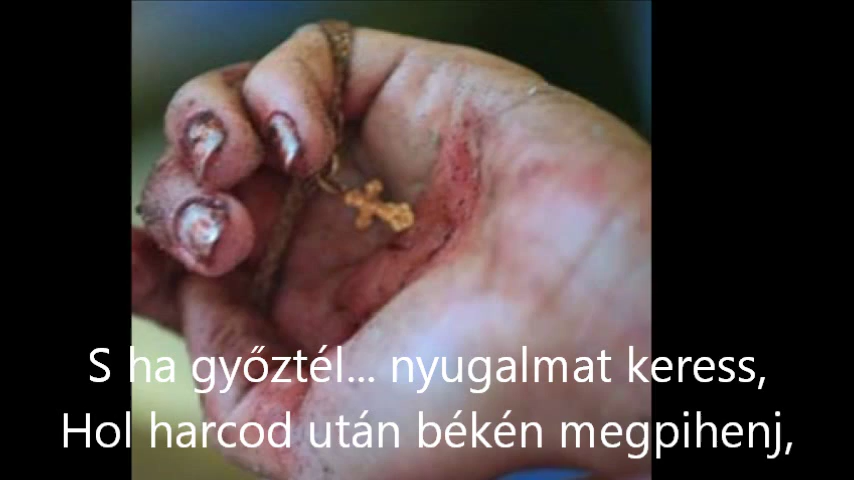 S ha győztél... nyugalmat keress,
Hol harcod után békén megpihenj,